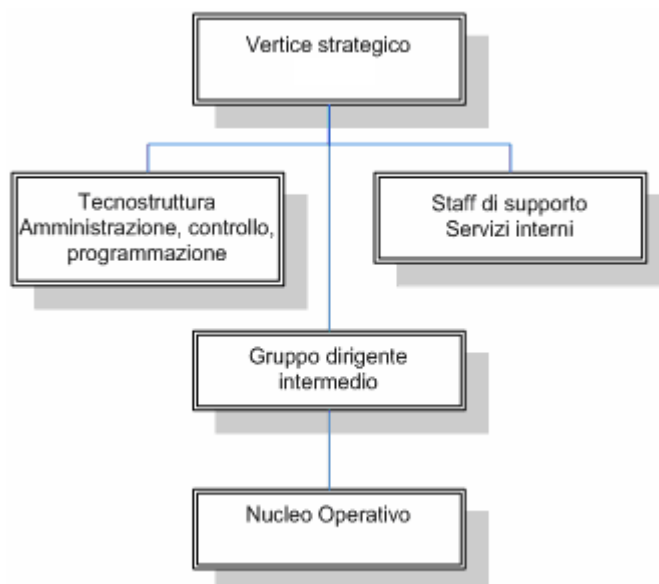 Vertice strategico
Tecnostruttura
Amministrazione, controllo,
programmazione
Staff di supporto
Servizi interni
Gruppo dirigente
intermedio
Nucleo Operativo